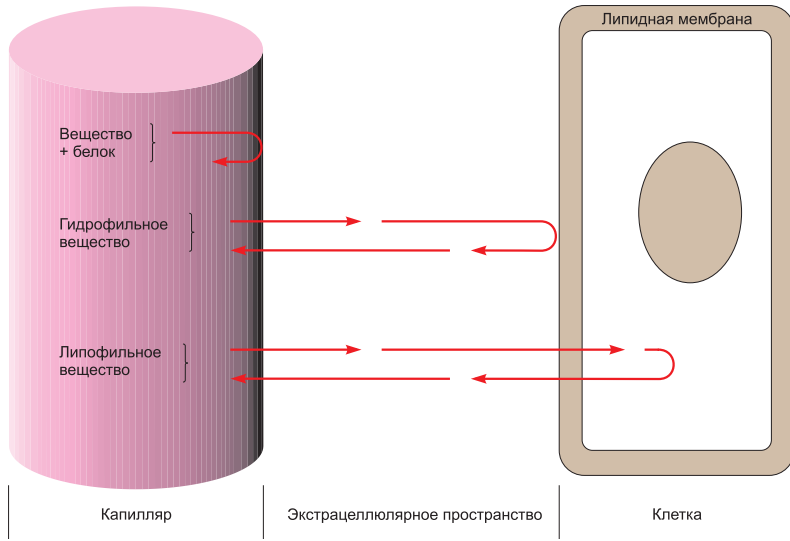 Липидная мембрана
Вещество
+ белок
Гидрофильное
вещество
Липофильное
вещество
Капилляр
Экстрацеллюлярное пространство
Клетка